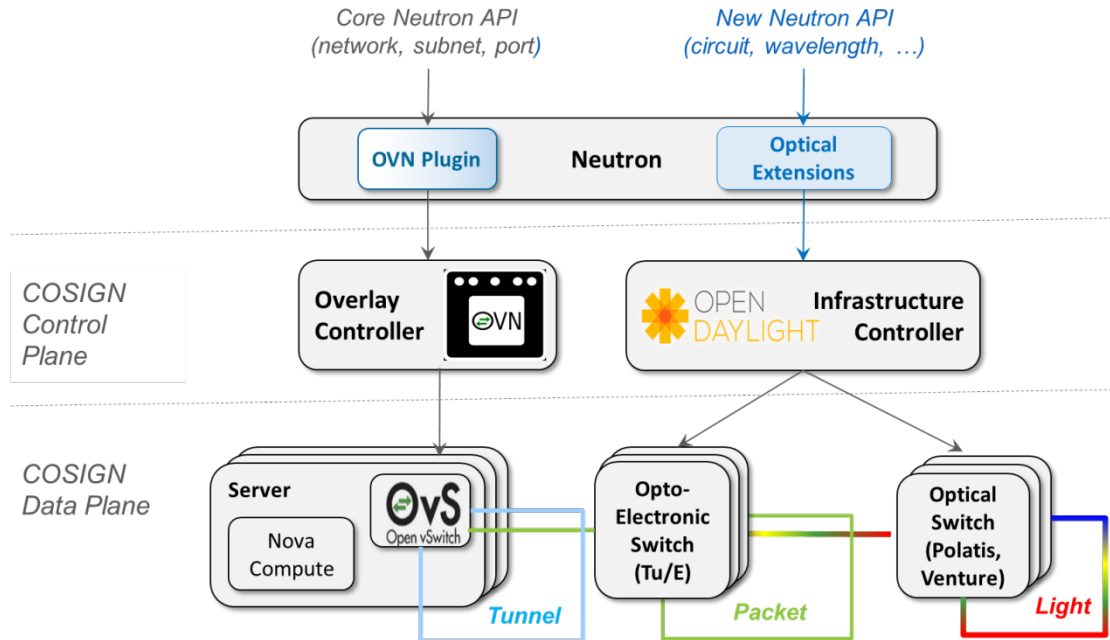 Core Neutron API
(network, subnet, port)
New Neutron API
(circuit, wavelength, …)
OVN Plugin
Neutron
Optical
Extensions
COSIGN
Control
Plane
Overlay
Controller
OVN
OPEN
DAYLIGHT
Infrastructure
Controller
COSIGN
Data Plane
Server
Nova
Compute
OvS
Open vSwitch
Opto-
Electronic
Switch
(Tu/E)
Optical
Switch
(Polatis,
Venture)
Tunnel
Packet
Light